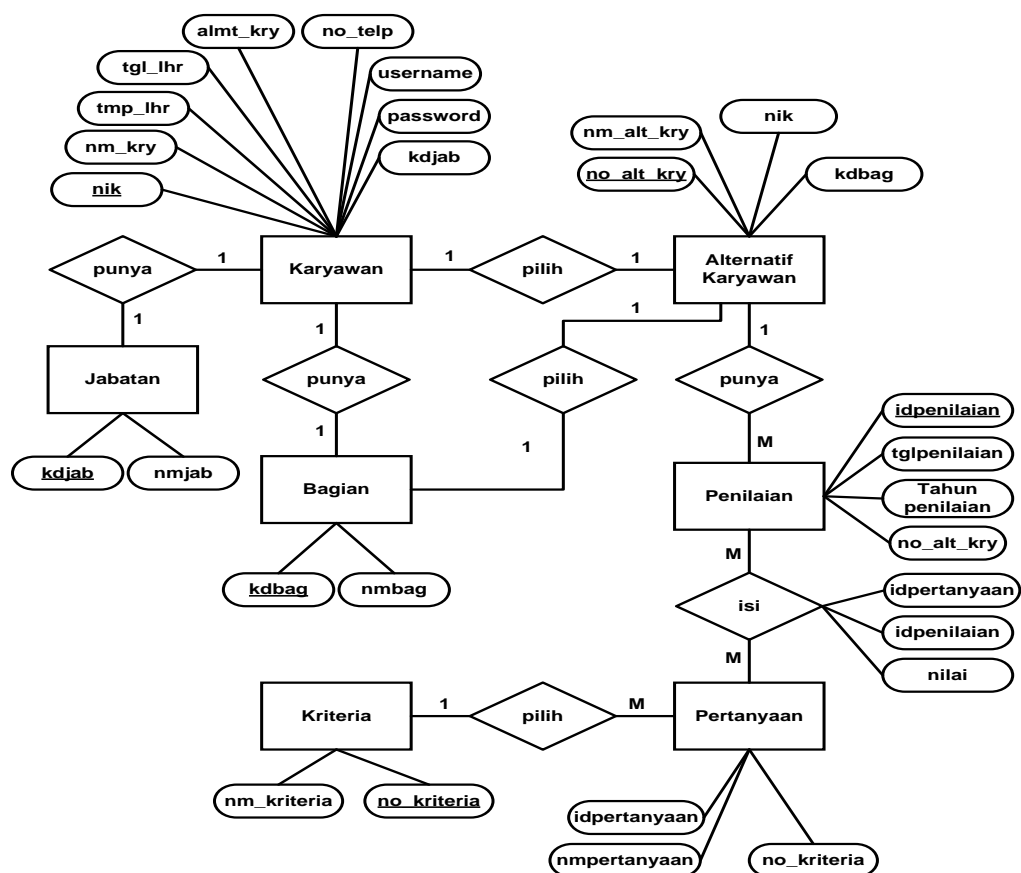 almt_kry
no_telp
tgl_lhr
username
tmp_lhr
password
nm_kry
kdjab
nik
nm_alt_kry
nik
no_alt_kry
kdbag
punya
1
Karyawan
1
pilih
1
Alternatif
Karyawan
1
1
1
1
Jabatan
punya
pilih
punya
kdjab
nmjab
1
1
M
Bagian
Penilaian
idpenilaian
tglpenilaian
Tahun
penilaian
no_alt_kry
kdbag
nmbag
M
isi
idpertanyaan
idpenilaian
nilai
M
Kriteria
1
pilih
M
Pertanyaan
nm_kriteria
no_kriteria
idpertanyaan
nmpertanyaan
no_kriteria